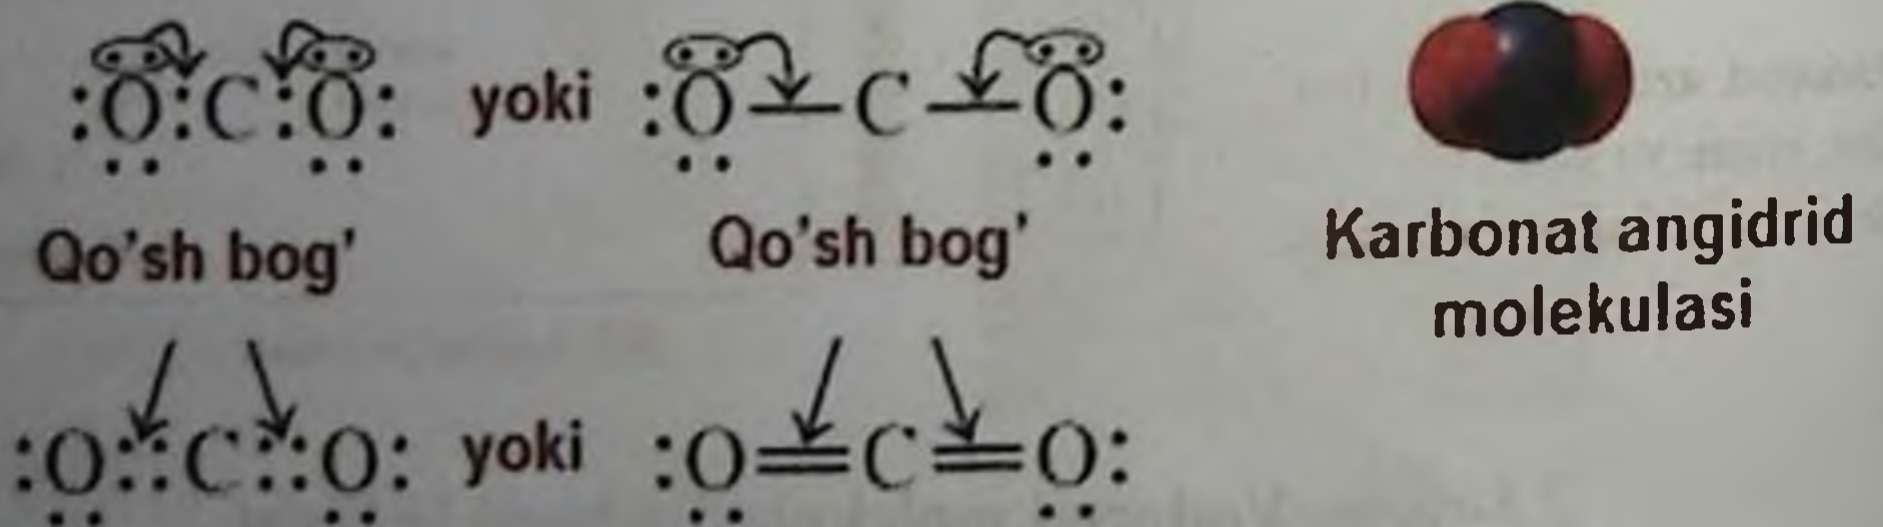 :O:C:O: yoki :O—C—O:
Qo'sh bog' Qo'sh bog'
Karbonat angidrid
molekulasi
:O::C::O: yoki :O=C=O: